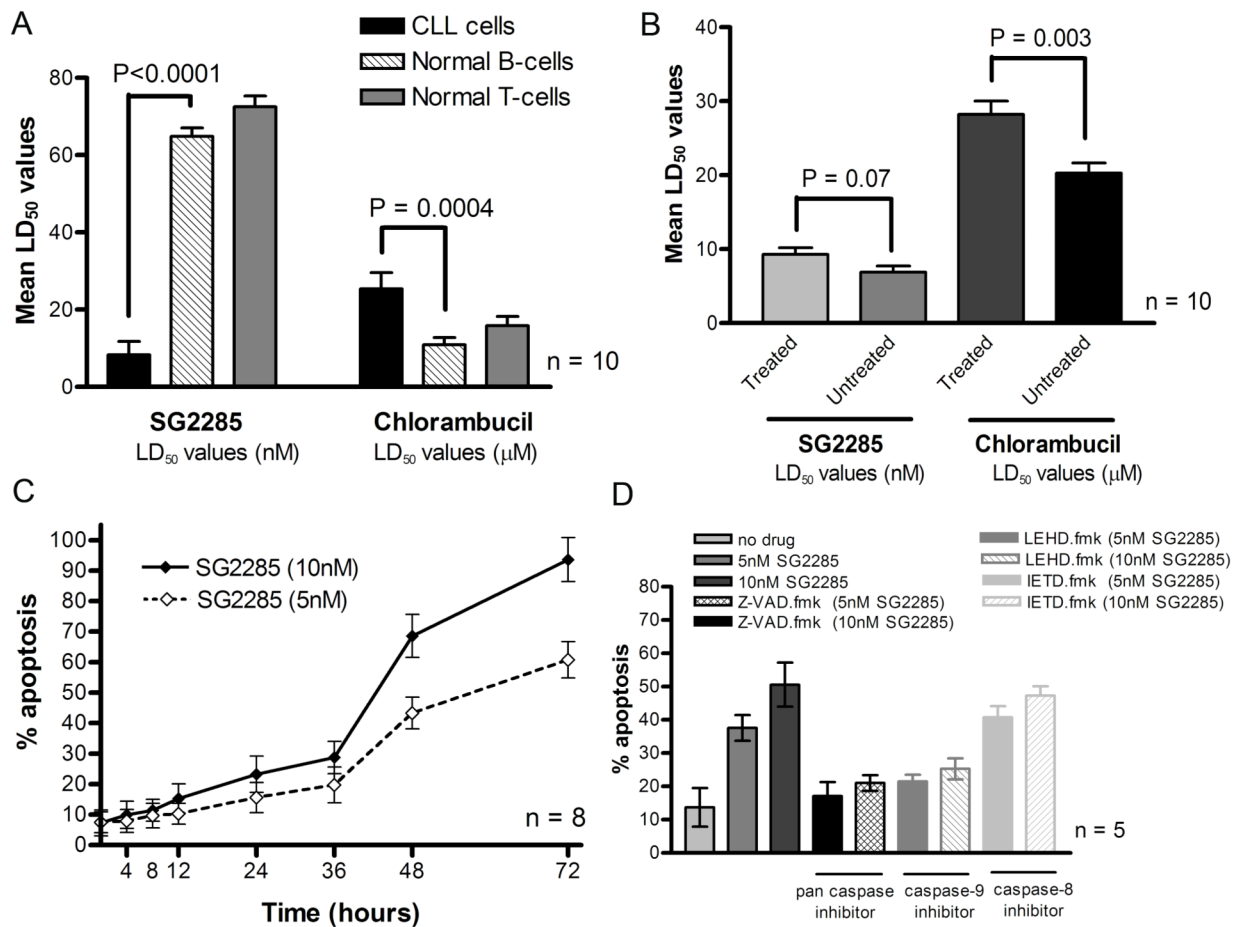 A
CLL cells
Normal B-cells
Normal T-cells
P<0.0001
P = 0.0004
Mean LD50 values
80
60
40
20
0
n = 10
SG2285
LD50 values (nM)
Chlorambucil
LD50 values (μM)
B
P = 0.003
P = 0.07
Mean LD50 values
40
30
20
10
0
n = 10
Treated
Untreated
Treated
Untreated
SG2285
LD50 values (nM)
Chlorambucil
LD50 values (μM)
C
SG2285 (10nM)
SG2285 (5nM)
% apoptosis
100
90
80
70
60
50
40
30
20
10
0
n = 8
4 8 12 24 36 48 72
Time (hours)
D
no drug
5nM SG2285
10nM SG2285
Z-VAD.fmk (5nM SG2285)
Z-VAD.fmk (10nM SG2285)
LEHD.fmk (5nM SG2285)
LEHD.fmk (10nM SG2285)
IETD.fmk (5nM SG2285)
IETD.fmk (10nM SG2285)
% apoptosis
80
70
60
50
40
30
20
10
0
n = 5
pan caspase
inhibitor
caspase-9
inhibitor
caspase-8
inhibitor